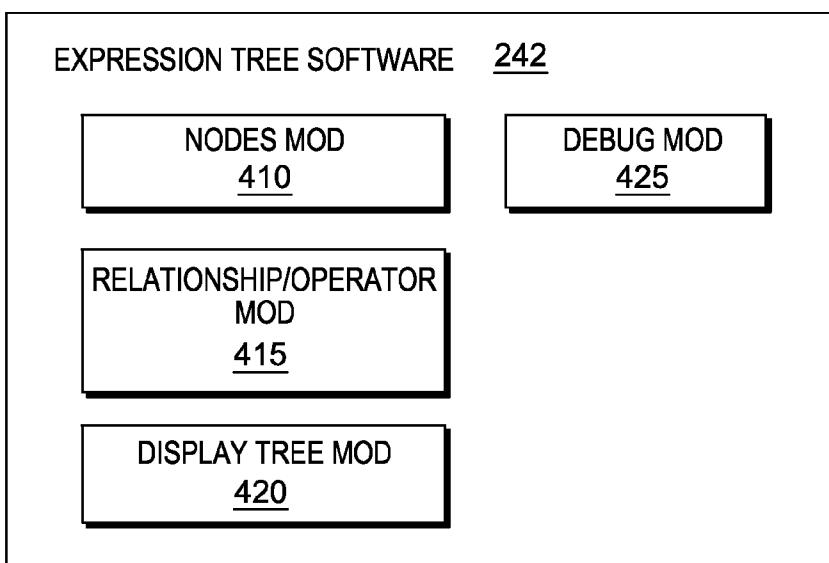 EXPRESSION TREE SOFTWARE 242
NODES MOD
410
DEBUG MOD
425
RELATIONSHIP/OPERATOR
MOD
415
DISPLAY TREE MOD
420